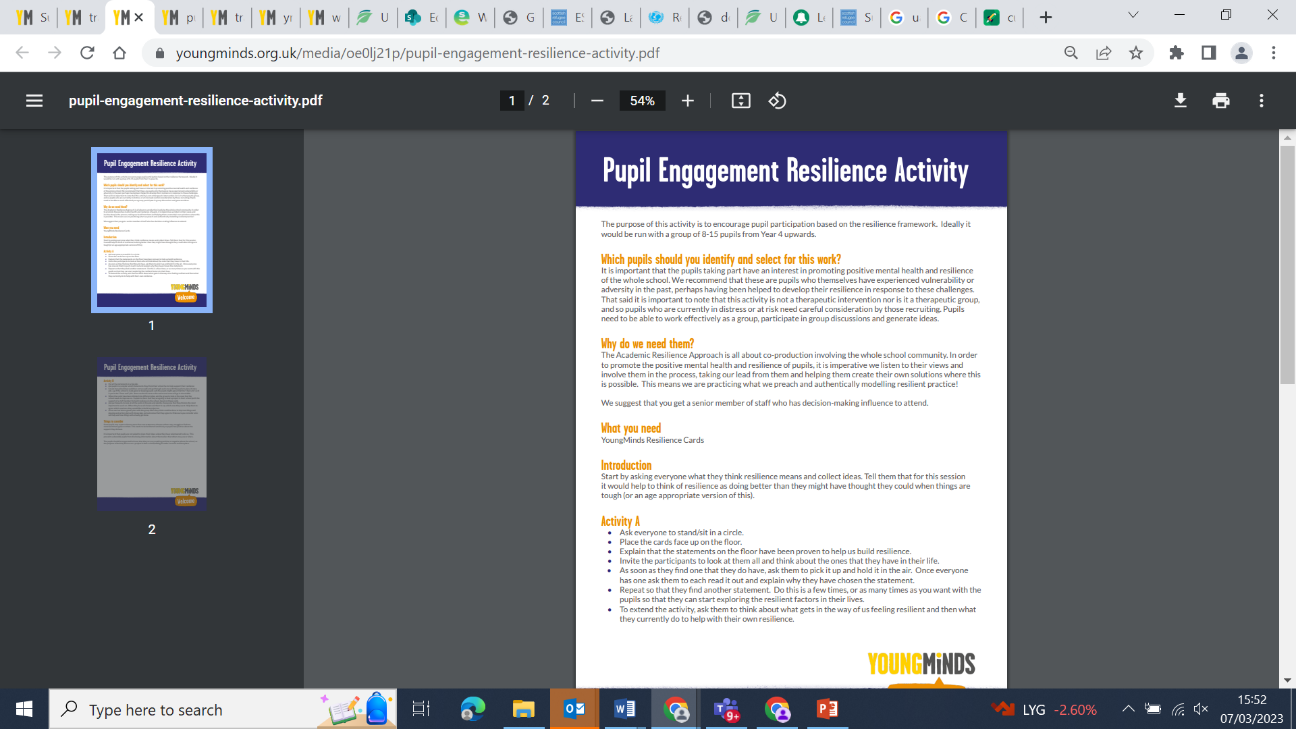 YM S
YM tr
YM
YM p
YM tr
YM yr
YM w
U
Ec
W
G
ES
La
R
d
U
L
S
u
C
c
youngminds.org.uk/media/oe0lj21p/pupil-engagement-resilience-activity.pdf
pupil-engagement-resilience-activity.pdf
1 / 2
54%
Pupil Engagement Resilience Activity
1
Pupil Engagement Resilience Activity
2
Pupil Engagement Resilience Activity
The purpose of this activity is to encourage pupil participation based on the resilience framework. Ideally it
would be run with a group of 8-15 pupils from Year 4 upwards.
Which pupils should you identify and select for this work?
It is important that the pupils taking part have an interest in promoting positive mental health and resilience
of the whole school. We recommend that these are pupils who themselves have experienced vulnerability or
adversity in the past, perhaps having been helped to develop their resilience in response to these challenges.
That said it is important to note that this activity is not a therapeutic intervention nor is it a therapeutic group,
and so pupils who are currently in distress or at risk need careful consideration by those recruiting. Pupils
need to be able to work effectively as a group, participate in group discussions and generate ideas.
Why do we need them?
The Academic Resilience Approach is all about co-production involving the whole school community. In order
to promote the positive mental health and resilience of pupils, it is imperative we listen to their views and
involve them in the process, taking our lead from them and helping them create their own solutions where this
is possible. This means we are practicing what we preach and authentically modelling resilient practice!
We suggest that you get a senior member of staff who has decision-making influence to attend.
What you need
YoungMinds Resilience Cards
Introduction
Start by asking everyone what they think resilience means and collect ideas. Tell them that for this session
it would help to think of resilience as doing better than they might have thought they could when things are
tough (or an age appropriate version of this).
Activity A
• Ask everyone to stand/sit in a circle.
• Place the cards face up on the floor.
• Explain that the statements on the floor have been proven to help us build resilience.
• Invite the participants to look at them all and think about the ones that they have in their life.
• As soon as they find one that they do have, ask them to pick it up and hold it in the air. Once everyone
has one ask them to each read it out and explain why they have chosen the statement.
• Repeat so that they find another statement. Do this a few times, or as many times as you want with the
pupils so that they can start exploring the resilient factors in their lives.
• To extend the activity, ask them to think about what gets in the way of us feeling resilient and then what
they currently do to help with their own resilience.
YOUNGMiNDS
Type here to search
9+
LYG -2.60%
15:52
07/03/2023